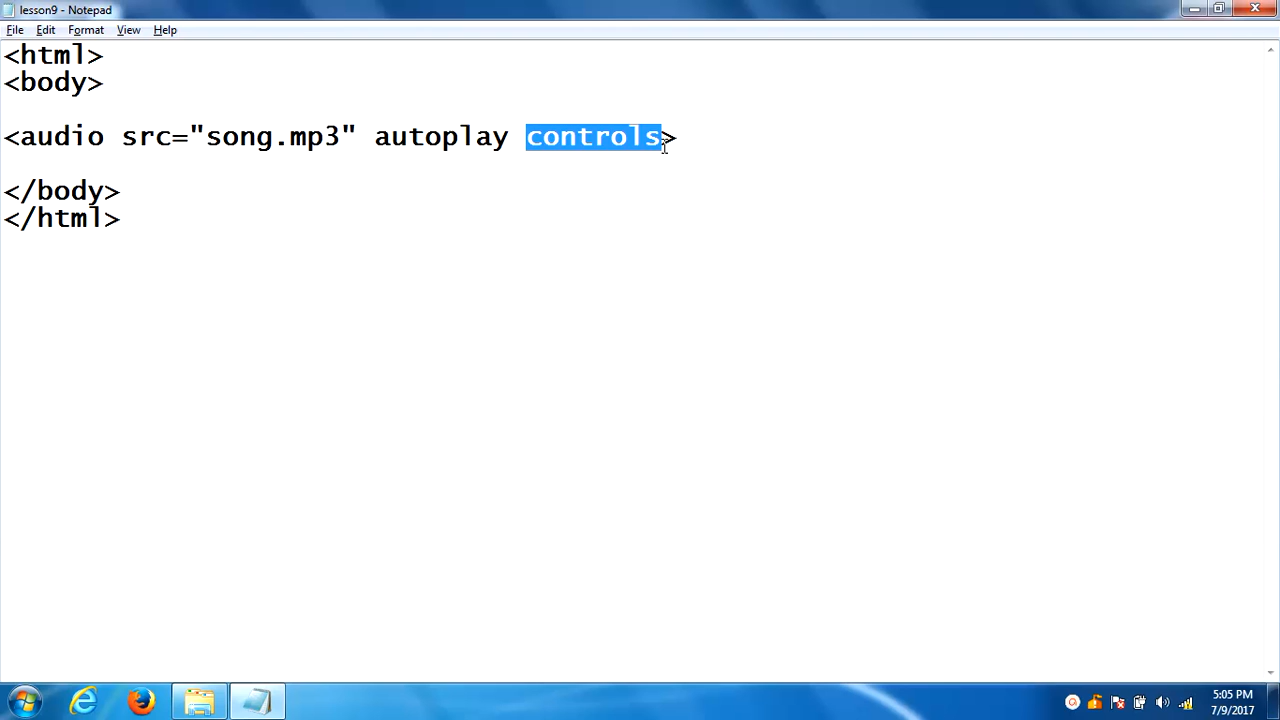 lesson9 - Notepad
File Edit Format View Help
<html>
<body>
<audio src="song.mp3" autoplay controls>
</body>
</html>
5:05 PM
7/9/2017